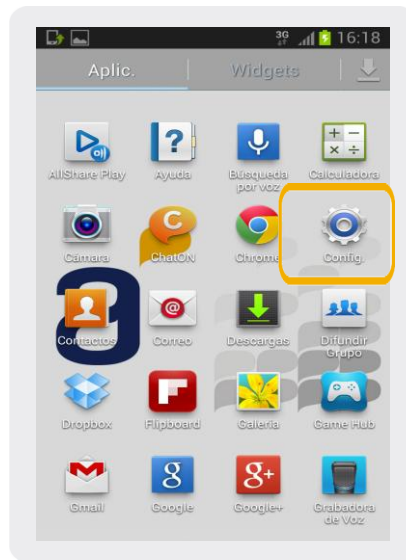 3G 16:18
Aplic. Widgets
AllShare Play Ayuda Búsqueda por voz Calculadora
Cámara ChatON Chrome Config.
Contactos Correo Descargas Difundir Grupo
Dropbox Flipboard Galería Game Hub
Gmail Google Google+ Grabadora de Voz